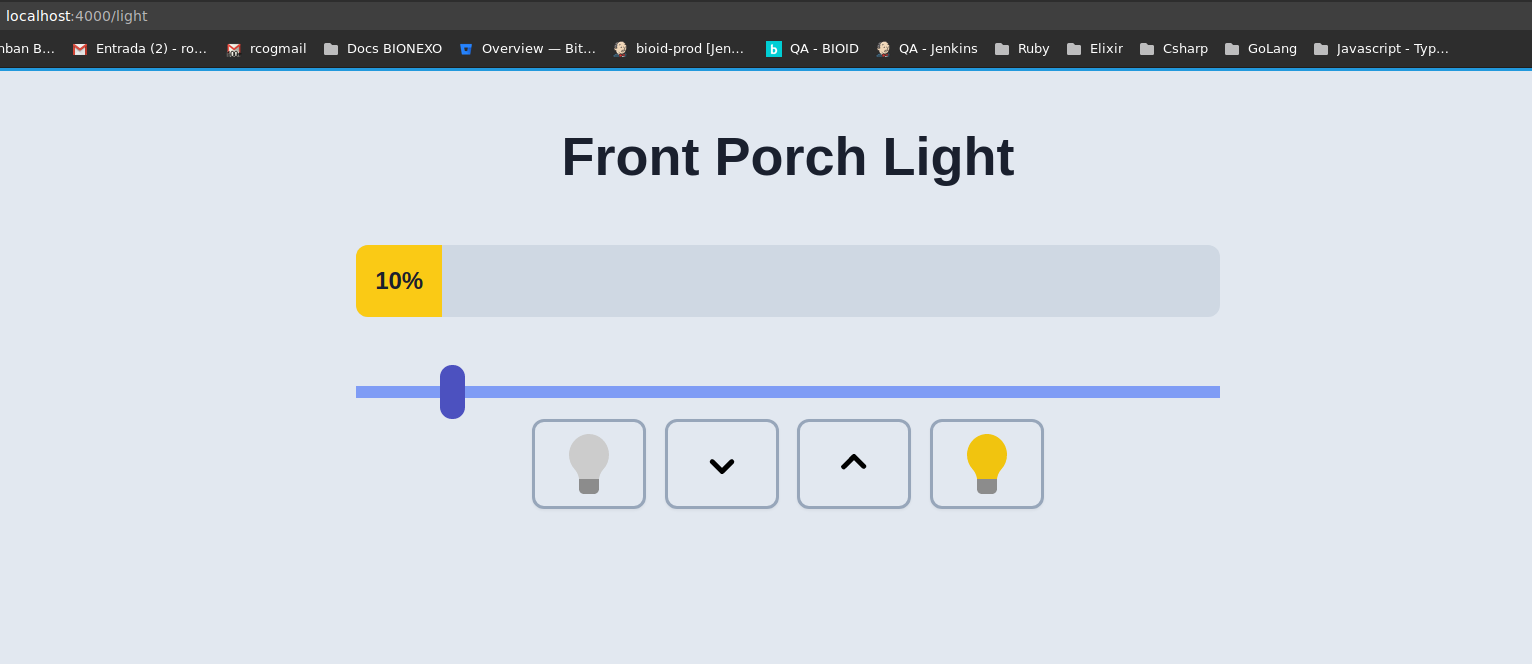 localhost:4000/light
nban B... Entrada (2) - ro... rcogmail Docs BIONEXO Overview — Bit... bioid-prod [Jen... QA - BIOID QA - Jenkins Ruby Elixir Csharp GoLang Javascript - Typ...
Front Porch Light
10%